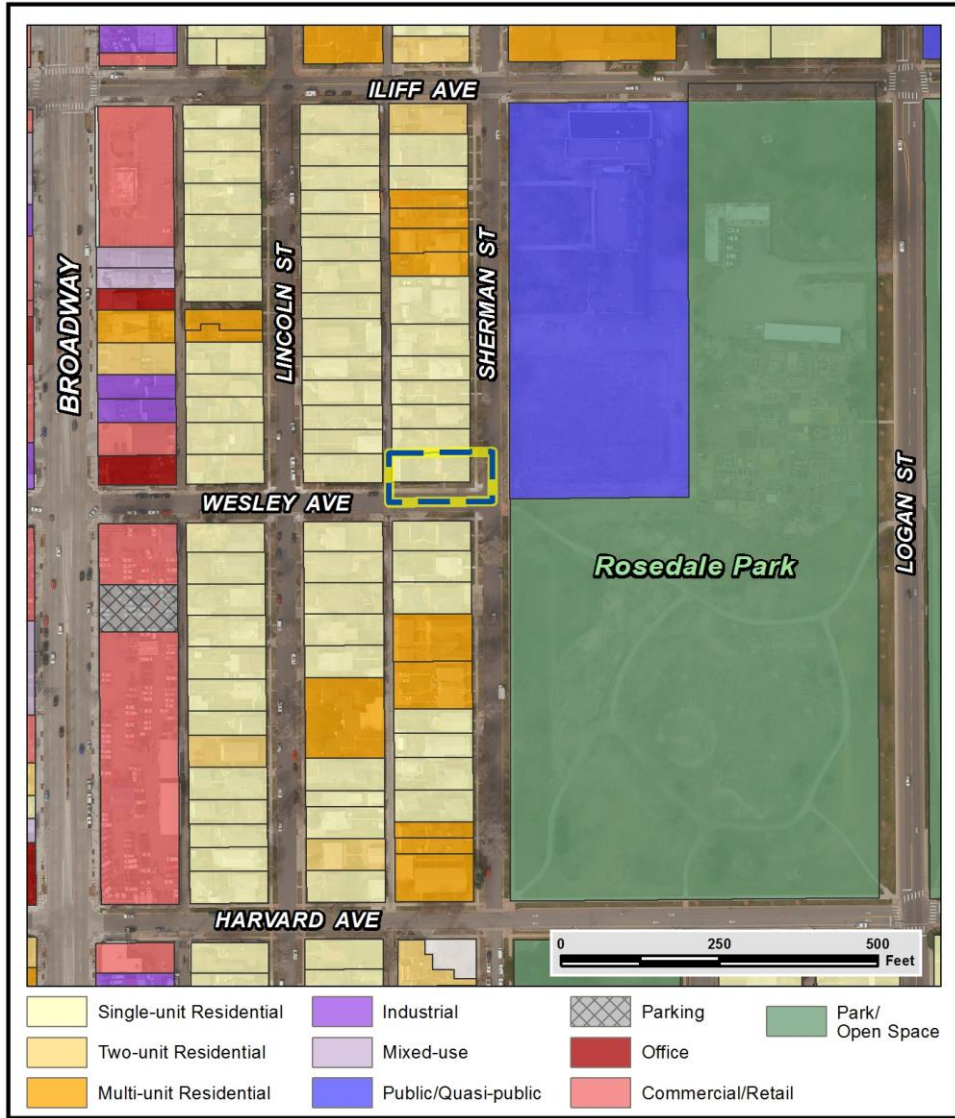 ILIFF AVE
BROADWAY
LINCOLN ST
SHERMAN ST
LOGAN ST
WESLEY AVE
Rosedale Park
HARVARD AVE
0 250 500
Feet
Single-unit Residential
Two-unit Residential
Multi-unit Residential
Industrial
Mixed-use
Public/Quasi-public
Parking
Office
Commercial/Retail
Park/
Open Space